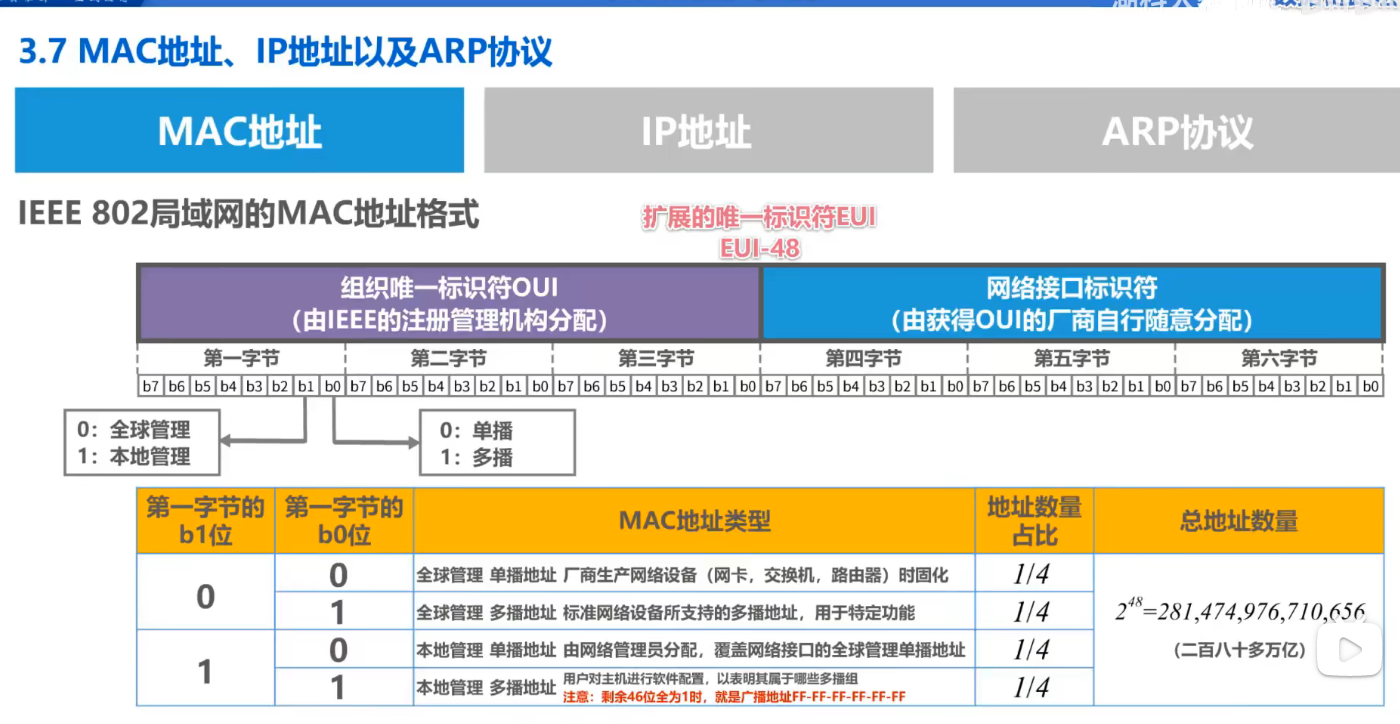 3.7 MAC地址、IP地址以及ARP协议
MAC地址 IP地址 ARP协议
IEEE 802局域网的MAC地址格式
扩展的唯一标识符EUI
EUI-48
组织唯一标识符OUI
（由IEEE的注册管理机构分配）
网络接口标识符
（由获得OUI的厂商自行随意分配）
第一字节 第二字节 第三字节 第四字节 第五字节 第六字节
b7 b6 b5 b4 b3 b2 b1 b0 b7 b6 b5 b4 b3 b2 b1 b0 b7 b6 b5 b4 b3 b2 b1 b0 b7 b6 b5 b4 b3 b2 b1 b0 b7 b6 b5 b4 b3 b2 b1 b0 b7 b6 b5 b4 b3 b2 b1 b0
0：全球管理
1：本地管理
0：单播
1：多播
第一字节的
b1位
第一字节的
b0位
MAC地址类型
地址数量
占比
总地址数量
0
0 全球管理 单播地址 厂商生产网络设备（网卡，交换机，路由器）时固化 1/4
1 全球管理 多播地址 标准网络设备所支持的多播地址，用于特定功能 1/4
1
0 本地管理 单播地址 由网络管理员分配，覆盖网络接口的全球管理单播地址 1/4
1 本地管理 多播地址 用户对主机进行软件配置，以表明其属于哪些多播组
注意：剩余46位全为1时，就是广播地址FF-FF-FF-FF-FF-FF
1/4
2^48=281,474,976,710,656
（二百八十多万亿）